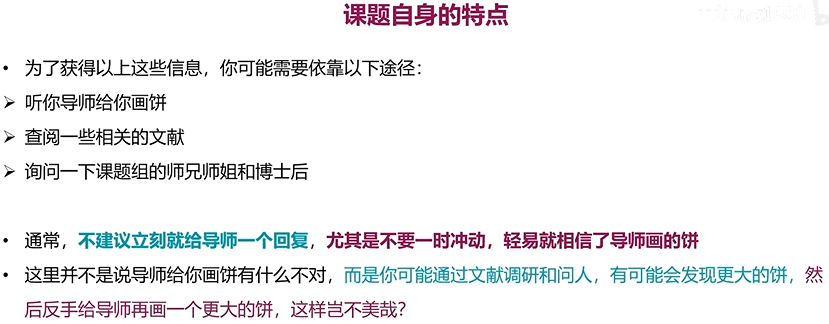 课题自身的特点
• 为了获得以上这些信息，你可能需要依靠以下途径：
➢ 听你导师给你画饼
➢ 查阅一些相关的文献
➢ 询问一下课题组的师兄师姐和博士后
• 通常，不建议立刻就给导师一个回复，尤其是不要一时冲动，轻易就相信了导师画的饼
• 这里并不是说导师给你画饼有什么不对，而是你可能通过文献调研和问人，有可能会发现更大的饼，然
后反手给导师再画一个更大的饼，这样岂不美哉？